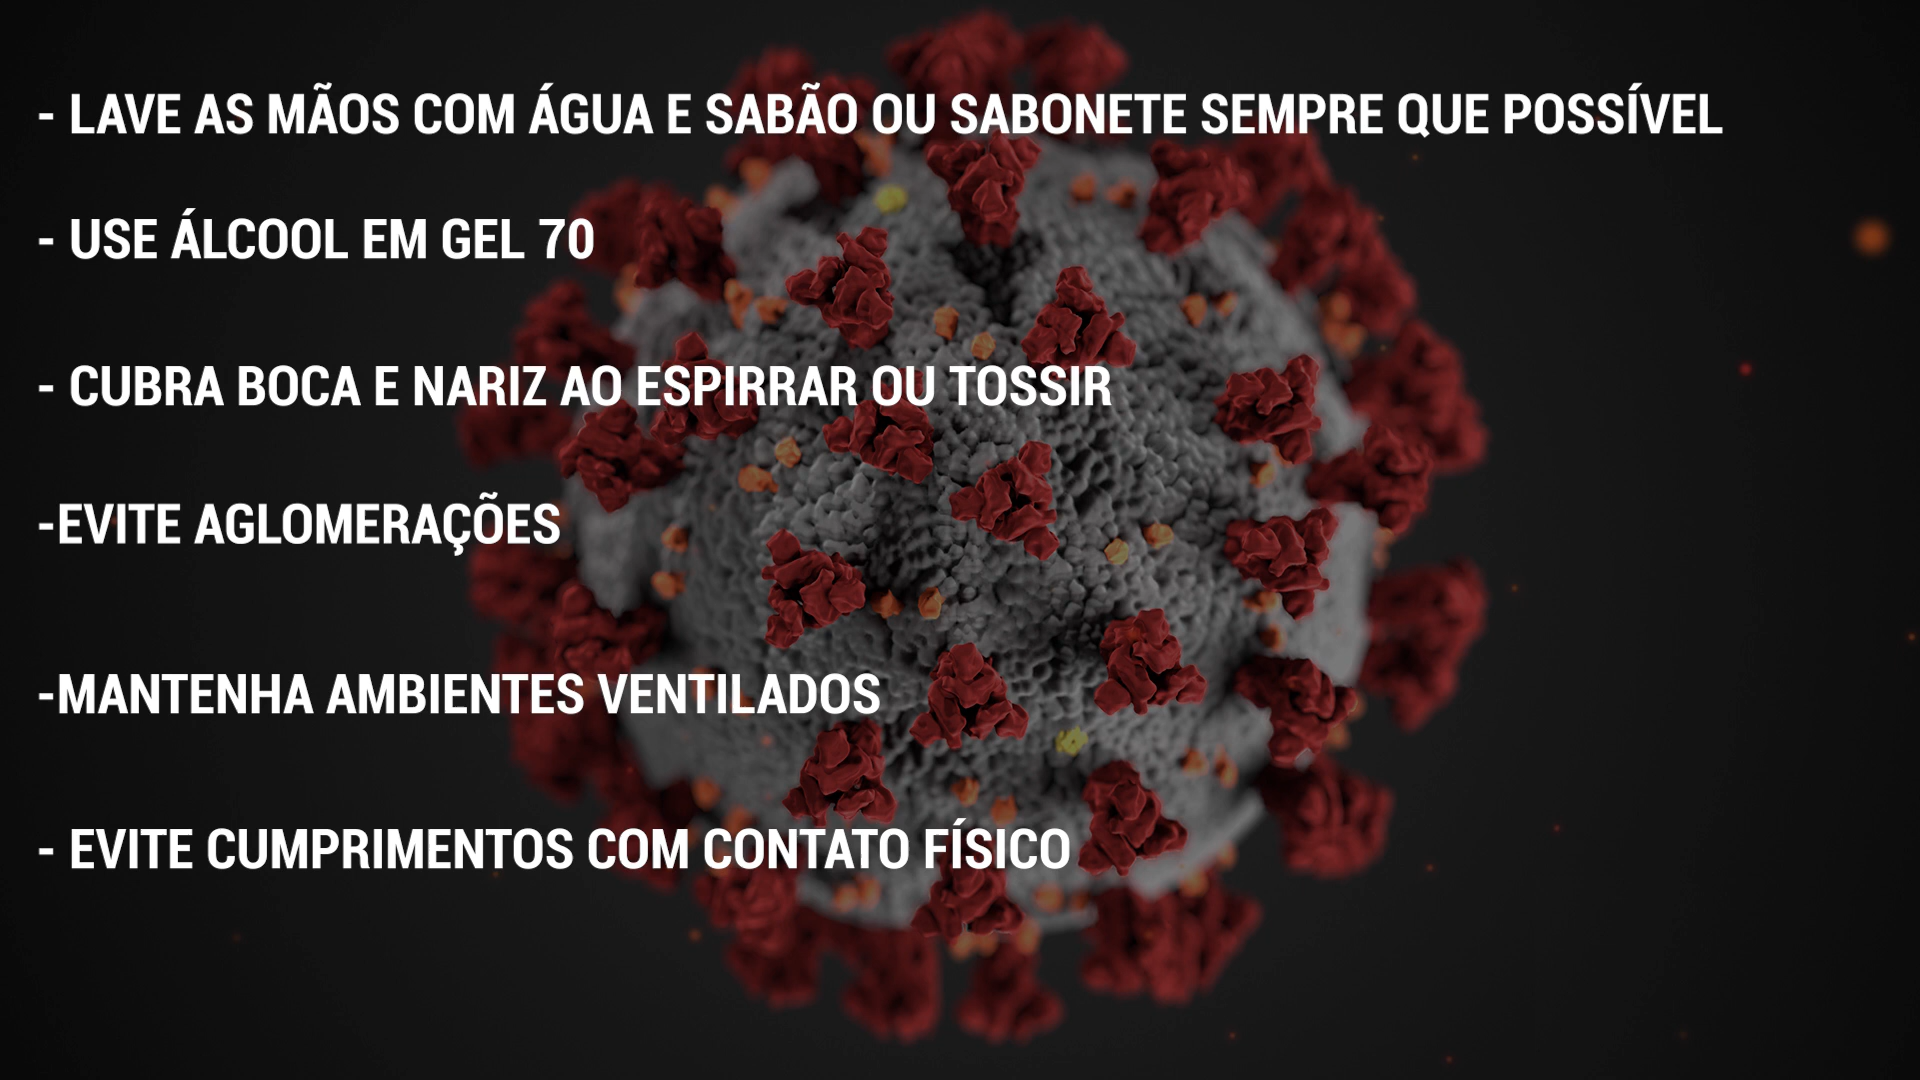 - LAVE AS MÃOS COM ÁGUA E SABÃO OU SABONETE SEMPRE QUE POSSÍVEL
- USE ÁLCOOL EM GEL 70
- CUBRA BOCA E NARIZ AO ESPIRRAR OU TOSSIR
-EVITE AGLOMERAÇÕES
-MANTENHA AMBIENTES VENTILADOS
- EVITE CUMPRIMENTOS COM CONTATO FÍSICO